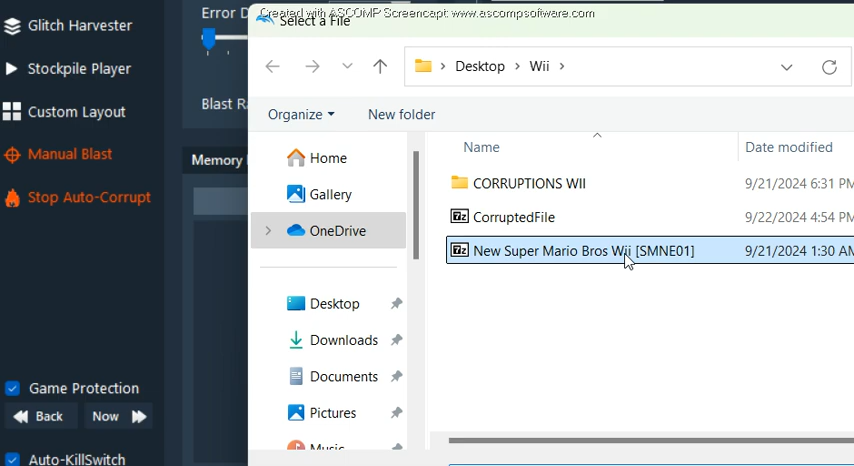 Created with ASCOMP Screencapt: www.ascompsoftware.com
Select a File
Glitch Harvester
Stockpile Player
Custom Layout
Manual Blast
Stop Auto-Corrupt
Game Protection
Back
Now
Auto-KillSwitch
Error D
Blast Ra
Memory
Desktop
Wii
Organize
New folder
Home
Gallery
OneDrive
Desktop
Downloads
Documents
Pictures
Music
Name
Date modified
CORRUPTIONS WII
9/21/2024 6:31 PM
7z
CorruptedFile
9/22/2024 4:54 PM
7z
New Super Mario Bros Wii [SMNE01]
9/21/2024 1:30 AM